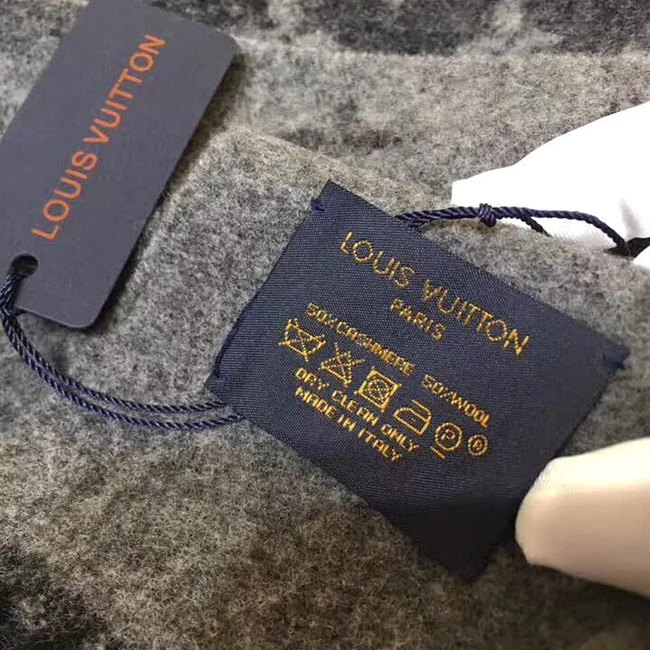 LOUIS VUITTON
LOUIS VUITTON
PARIS
50%CASHMERE 50%WOOL
P ®
DRY CLEAN ONLY
MADE IN ITALY